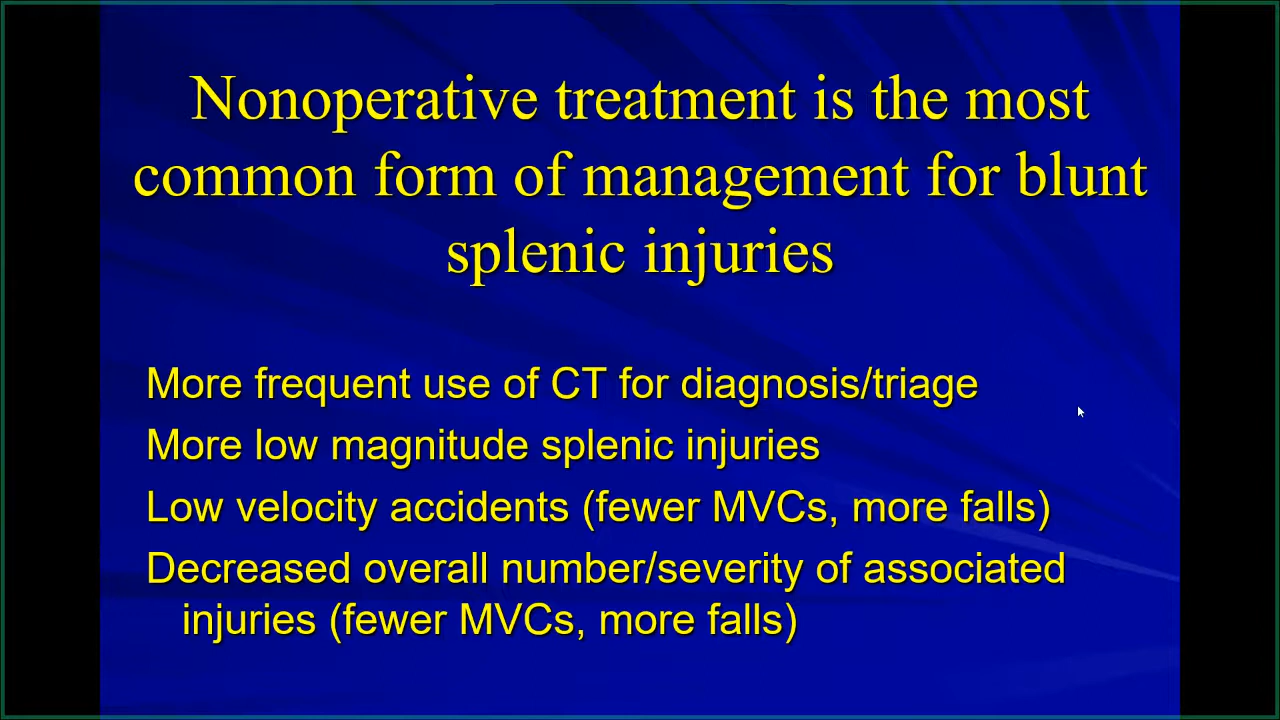 Nonoperative treatment is the most
common form of management for blunt
splenic injuries
More frequent use of CT for diagnosis/triage
More low magnitude splenic injuries
Low velocity accidents (fewer MVCs, more falls)
Decreased overall number/severity of associated
injuries (fewer MVCs, more falls)